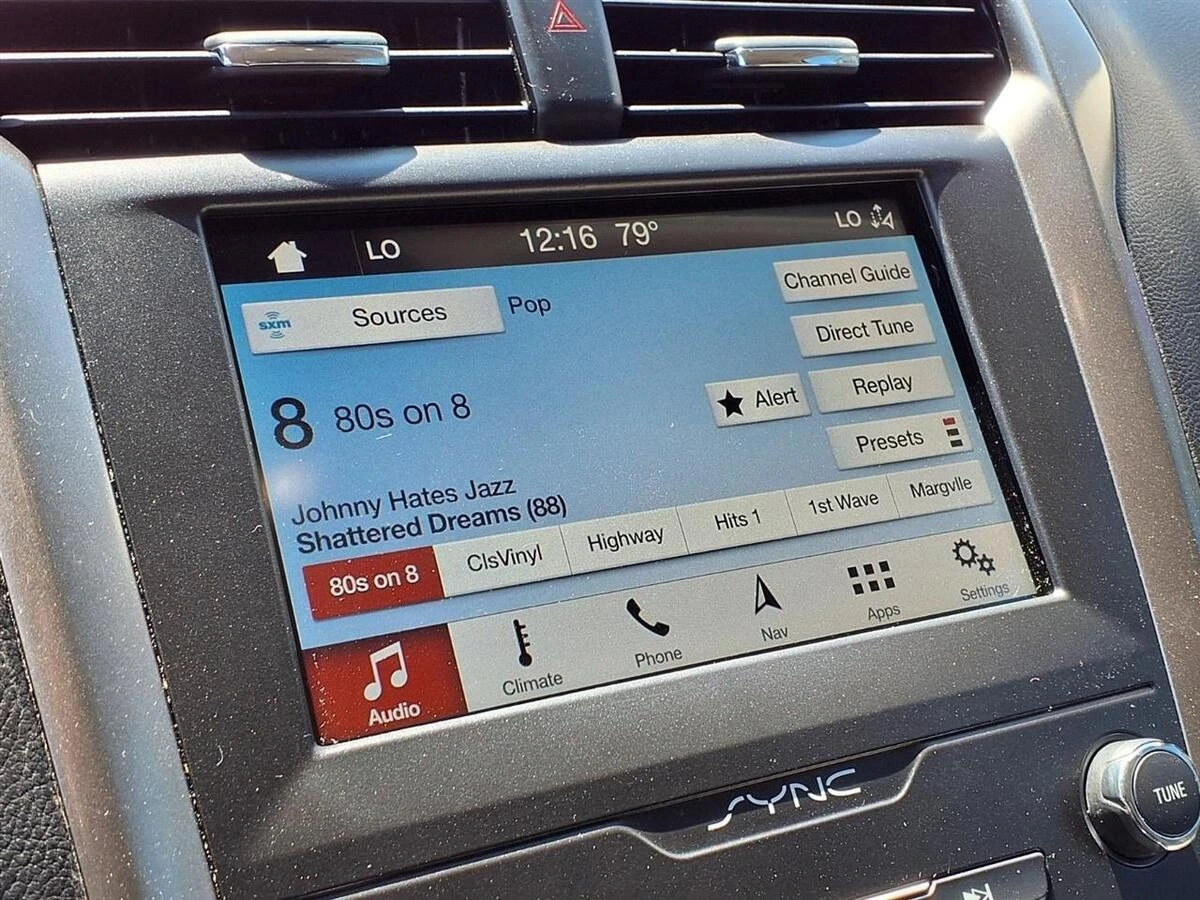 LO 12:16 79° LO
sxm Sources Pop
Channel Guide
Direct Tune
8 80s on 8
Alert Replay
Presets
Johnny Hates Jazz
Shattered Dreams (88)
80s on 8 ClsVinyl Highway Hits 1 1st Wave Margvlle
Audio Climate Phone Nav Apps Settings
SYNC
TUNE